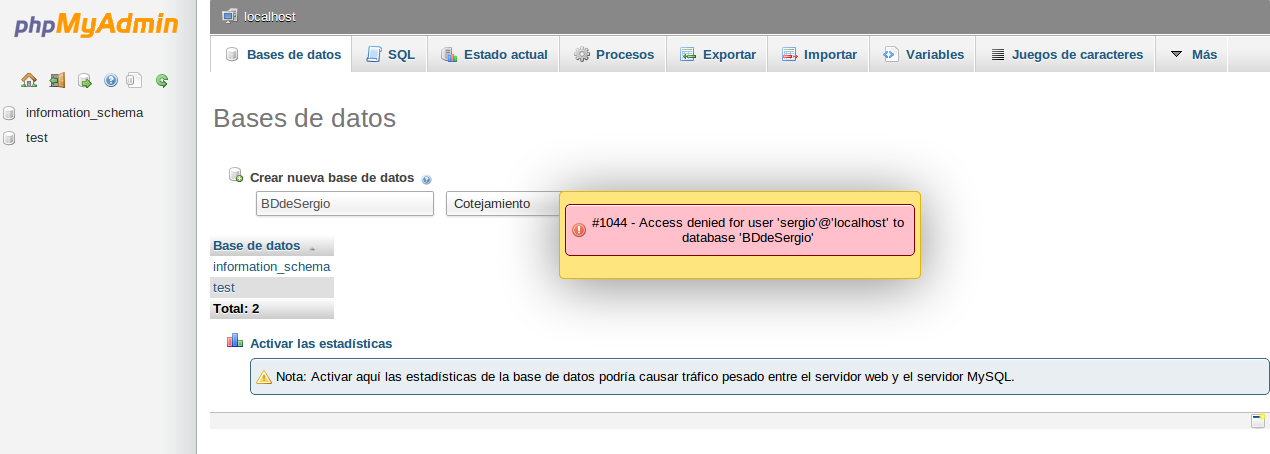 phpMyAdmin
localhost
Bases de datos SQL Estado actual Procesos Exportar Importar Variables Juegos de caracteres Más
information_schema
test
Bases de datos
Crear nueva base de datos
BDdeSergio Cotejamiento
#1044 - Access denied for user 'sergio'@'localhost' to
database 'BDdeSergio'
Base de datos
information_schema
test
Total: 2
Activar las estadísticas
Nota: Activar aquí las estadísticas de la base de datos podría causar tráfico pesado entre el servidor web y el servidor MySQL.